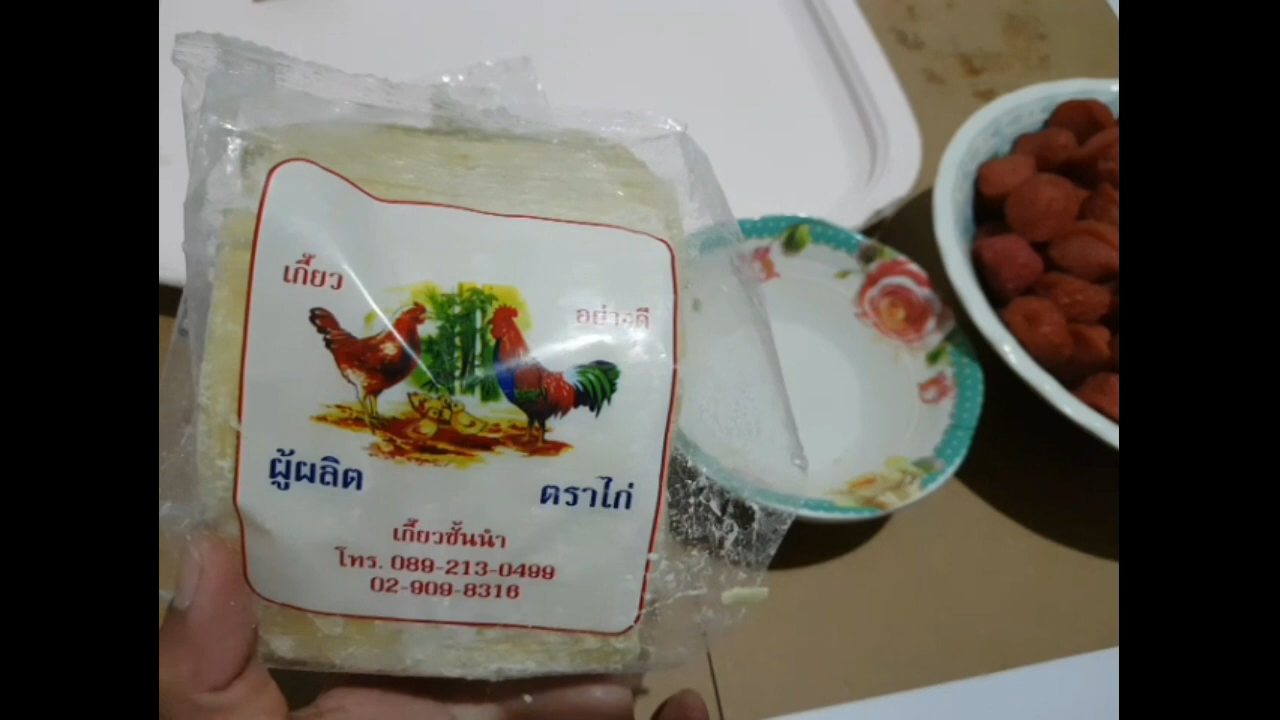 เกี๊ยว
อย่างดี
ผู้ผลิต ตราไก่
เกี๊ยวชั้นนำ
โทร. 089-213-0499
02-909-8316